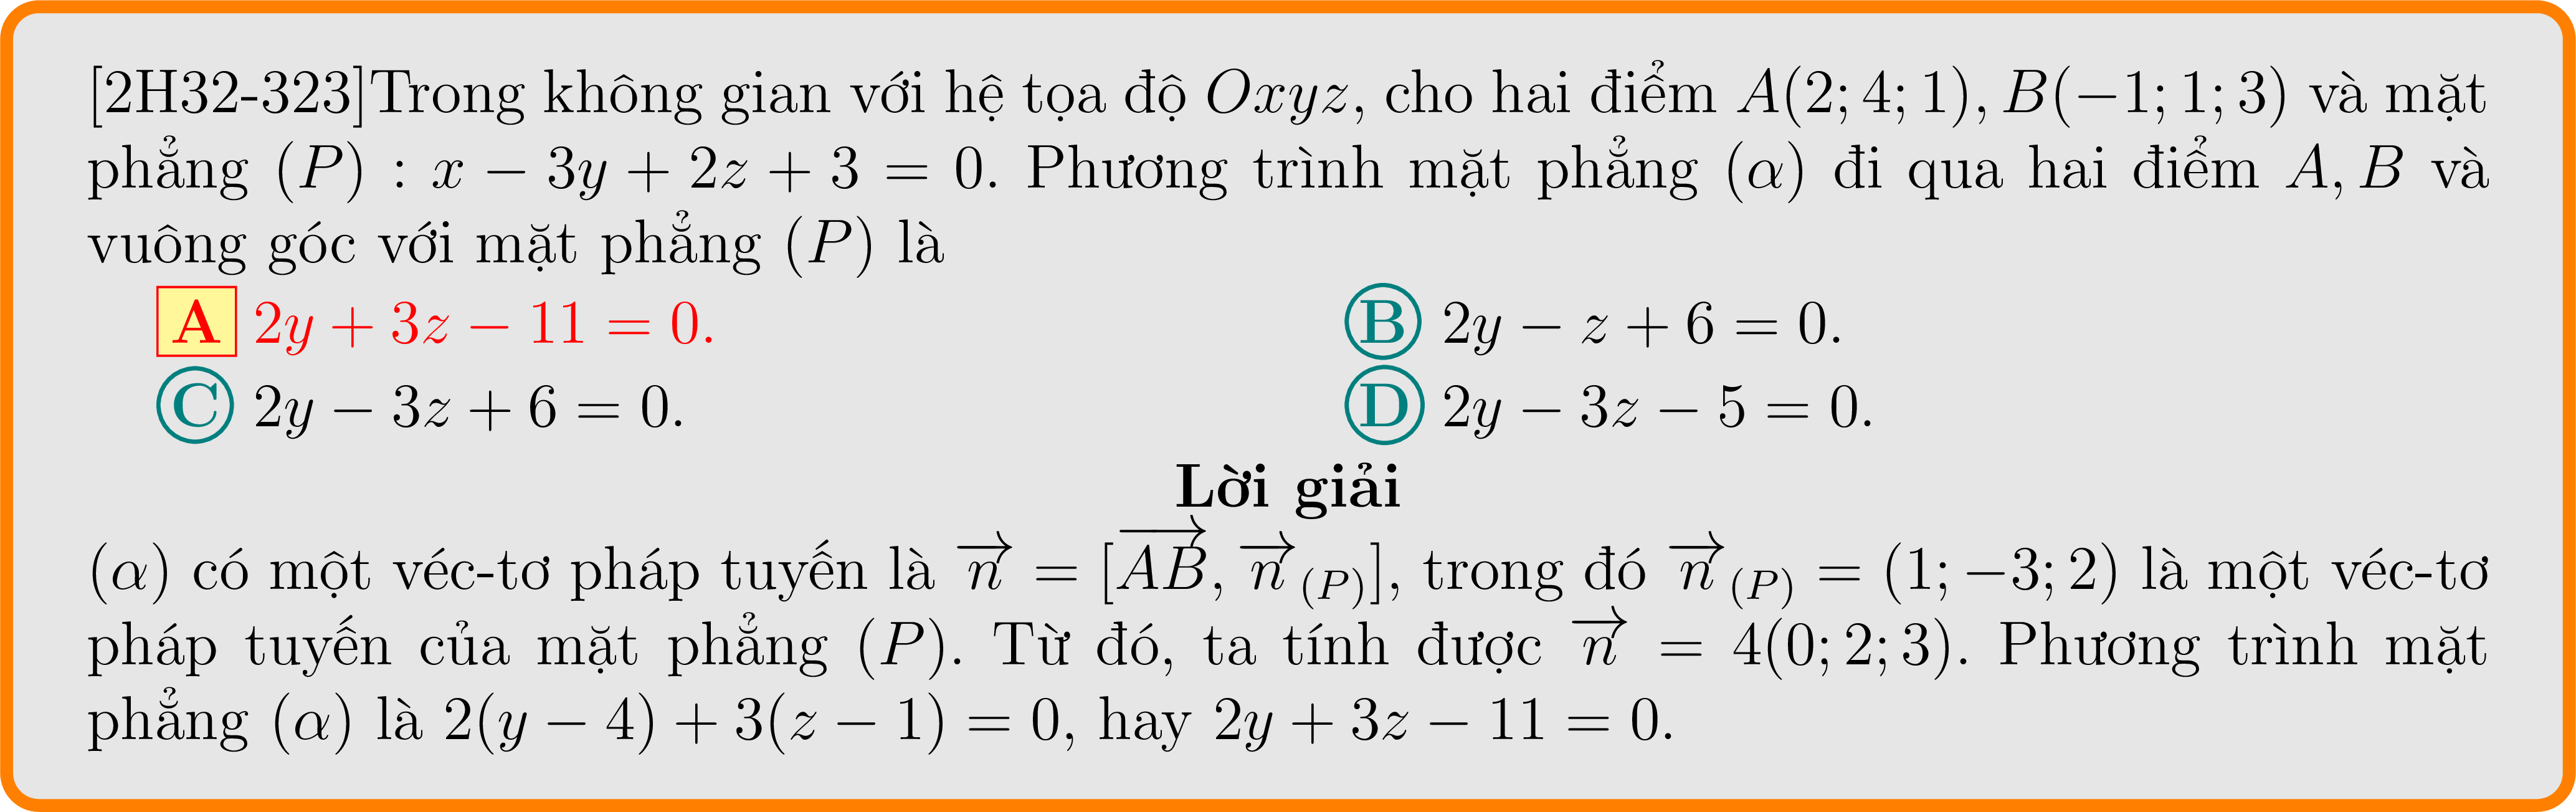 [2H32-323]Trong không gian với hệ tọa độ Oxyz, cho hai điểm A(2; 4; 1), B(−1; 1; 3) và mặt
phẳng (P) : x − 3y + 2z + 3 = 0. Phương trình mặt phẳng (α) đi qua hai điểm A, B và
vuông góc với mặt phẳng (P) là
A 2y + 3z − 11 = 0. B 2y − z + 6 = 0.
C 2y − 3z + 6 = 0. D 2y − 3z − 5 = 0.
Lời giải
(α) có một véc-tơ pháp tuyến là \overrightarrow{n} = [\overrightarrow{AB}, \overrightarrow{n}_{(P)}], trong đó \overrightarrow{n}_{(P)} = (1; −3; 2) là một véc-tơ
pháp tuyến của mặt phẳng (P). Từ đó, ta tính được \overrightarrow{n} = 4(0; 2; 3). Phương trình mặt
phẳng (α) là 2(y − 4) + 3(z − 1) = 0, hay 2y + 3z − 11 = 0.